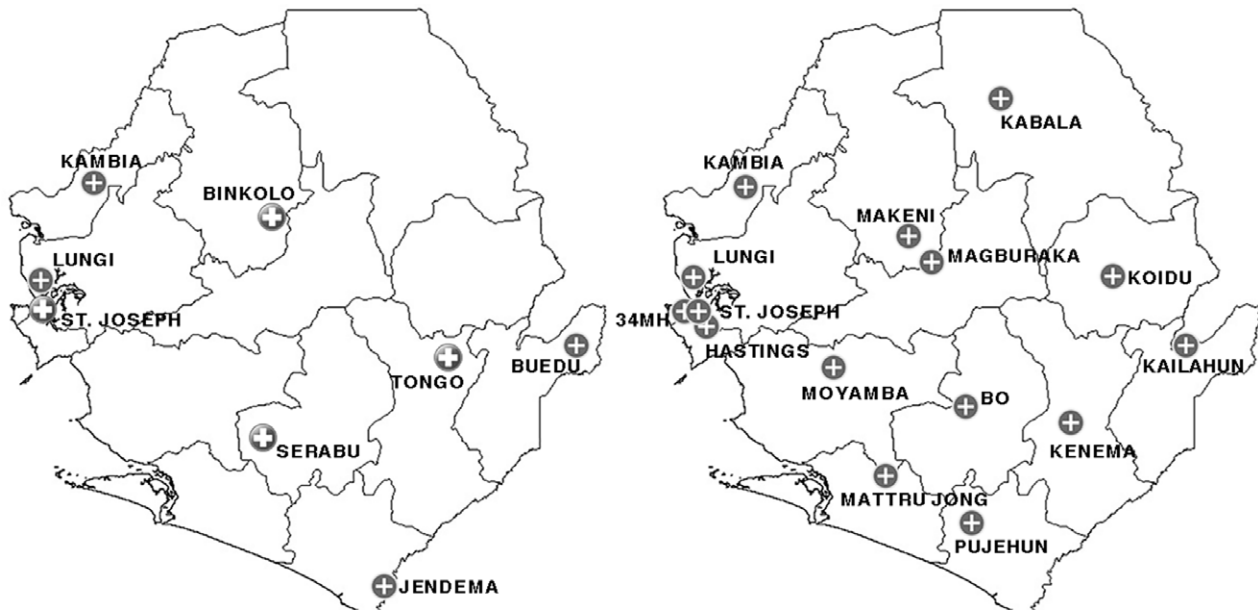 KAMBIA
BINKOLO
LUNGI
ST. JOSEPH
BUEDU
TONGO
SERABU
JENDEMA
KABALA
KAMBIA
MAKENI
MAGBURAKA
LUNGI
KOIDU
34MH
ST. JOSEPH
HASTINGS
KAILAHUN
MOYAMBA
BO
KENEMA
MATTRU JONG
PUJEHUN